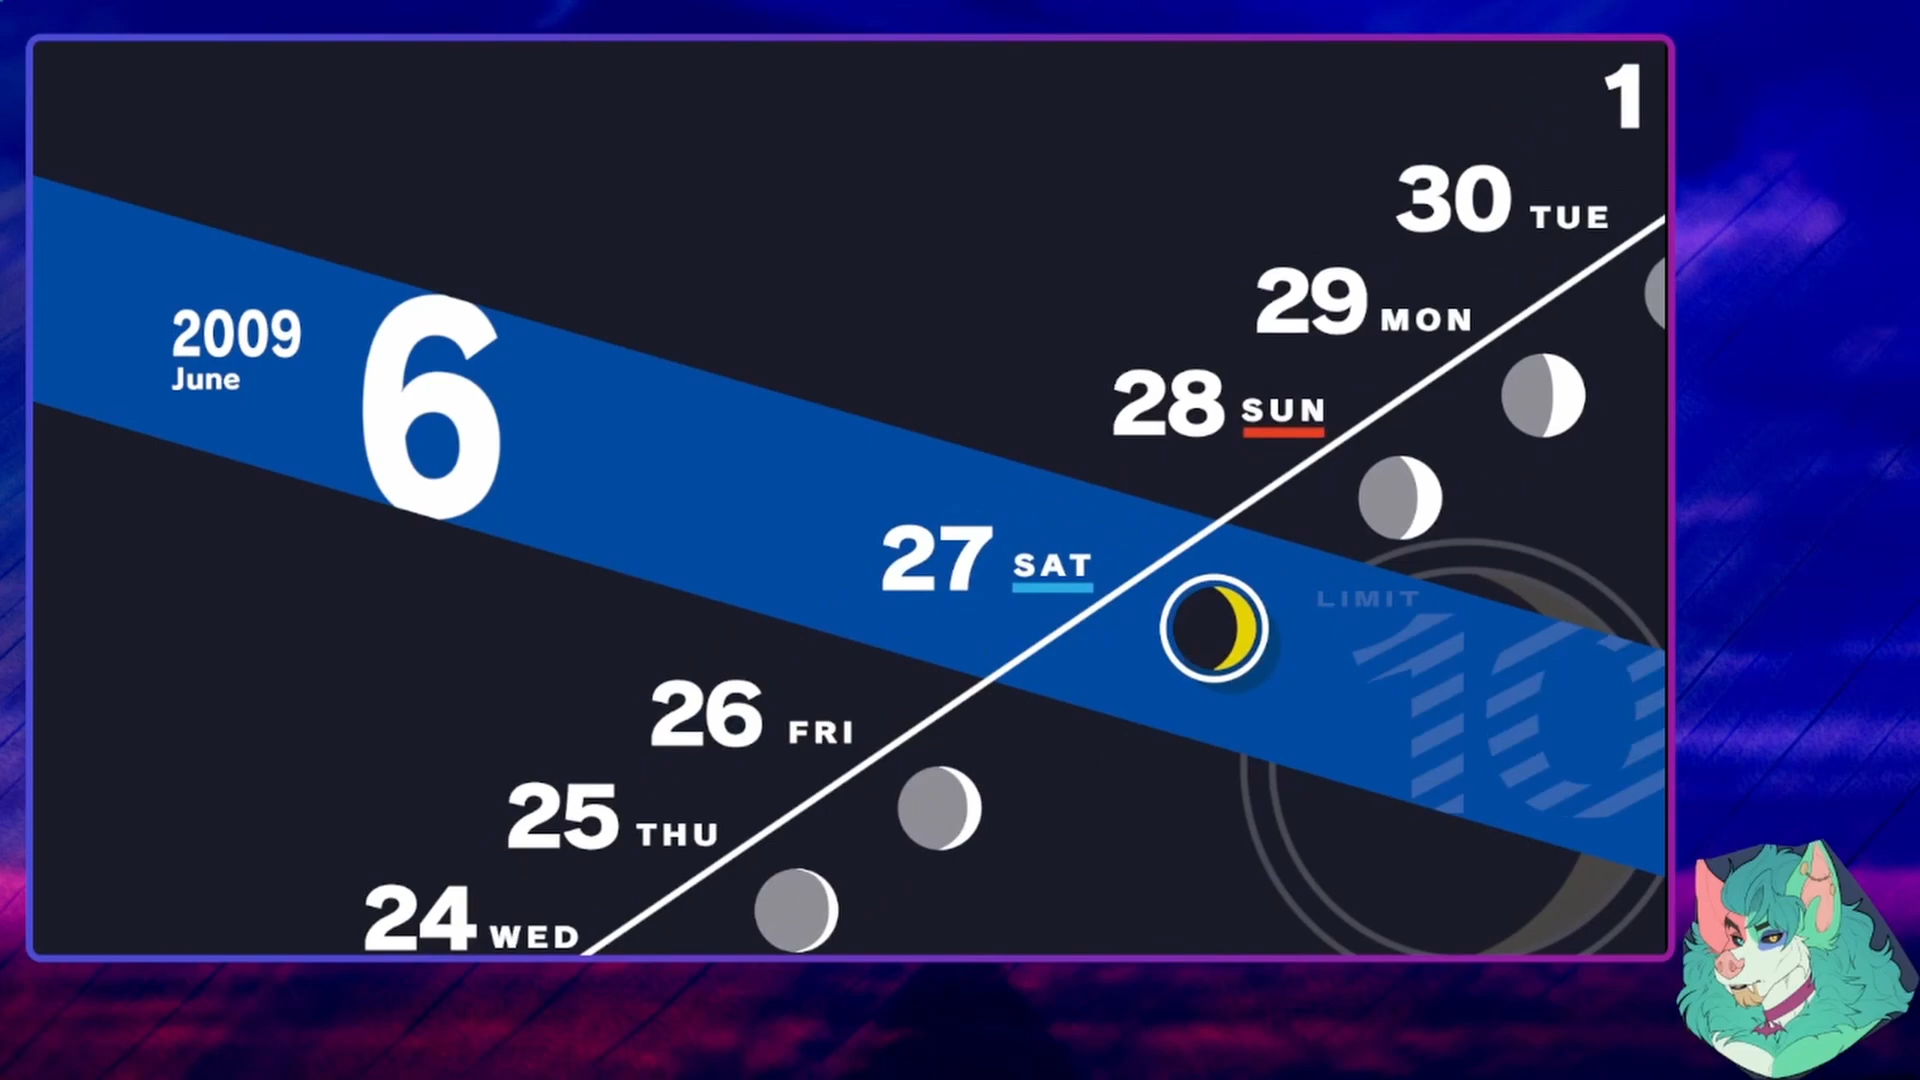 1
30 TUE
29 MON
28 SUN
2009
June
6
27 SAT
LIMIT
10
26 FRI
25 THU
24 WED